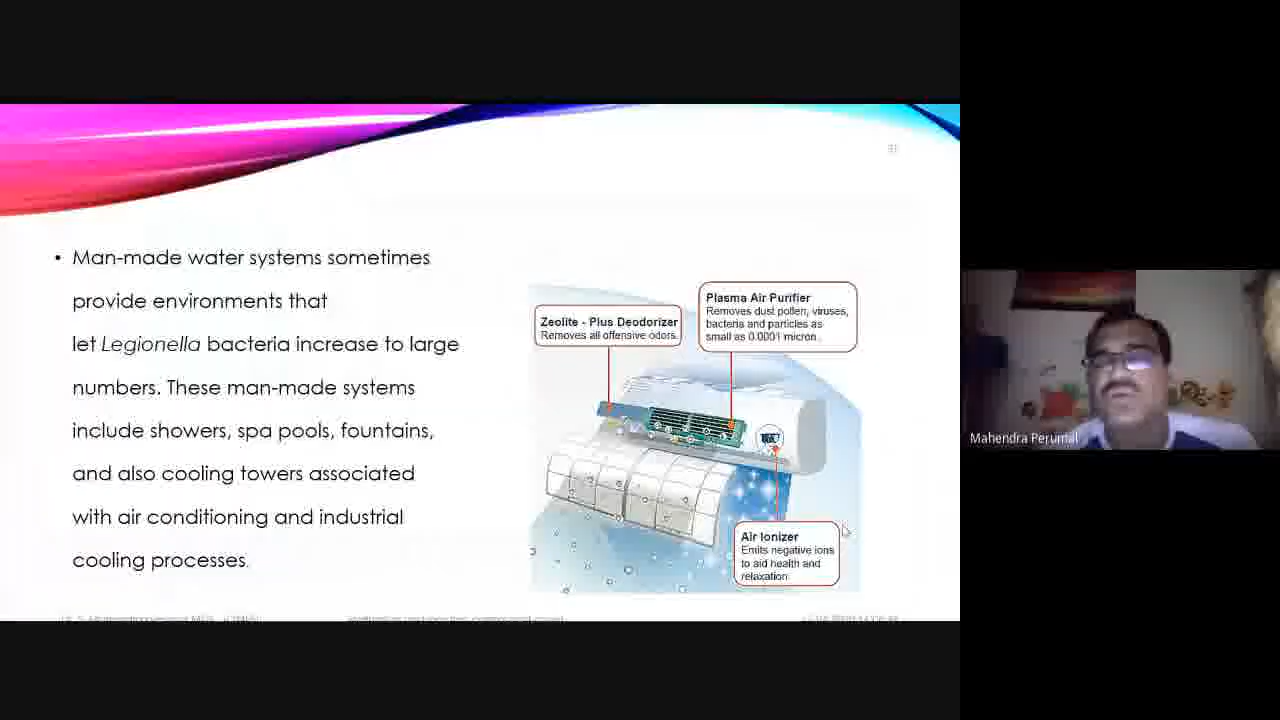 • Man-made water systems sometimes
provide environments that
let Legionella bacteria increase to large
numbers. These man-made systems
include showers, spa pools, fountains,
and also cooling towers associated
with air conditioning and industrial
cooling processes.
Zeolite - Plus Deodorizer
Removes all offensive odors.
Plasma Air Purifier
Removes dust pollen, viruses,
bacteria and particles as
small as 0.0001 micron.
Air Ionizer
Emits negative ions
to aid health and
relaxation
Mahendra Perumal